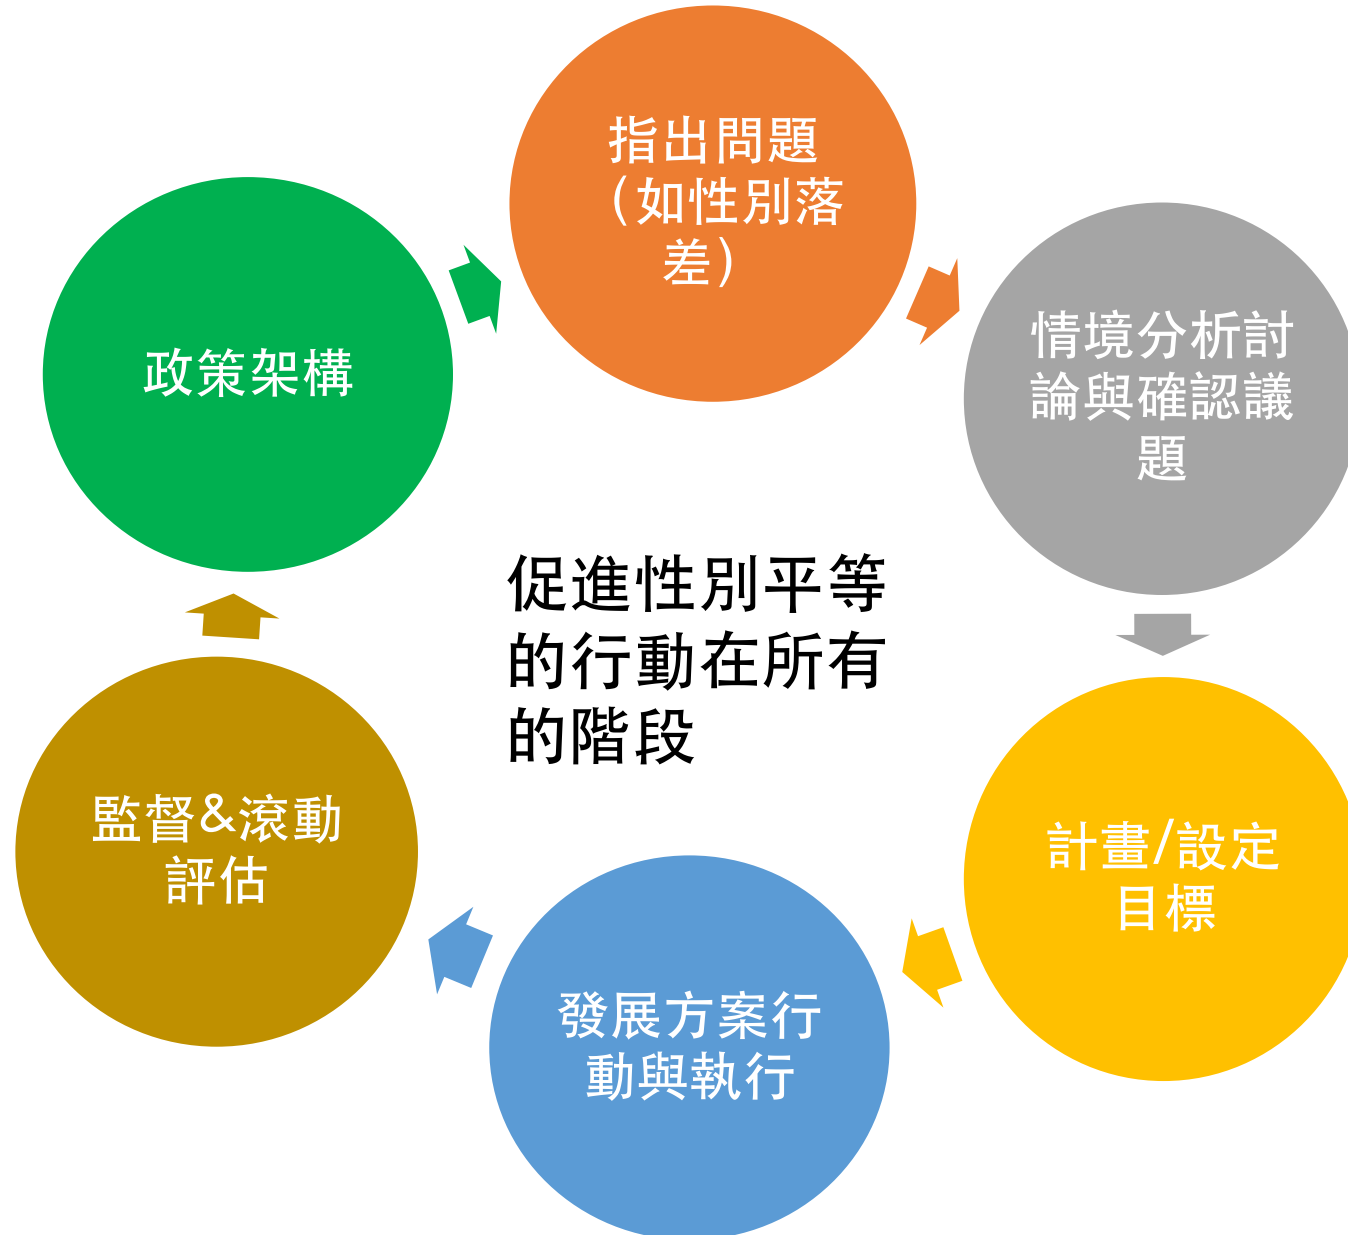 指出問題
（如性別落
差）
情境分析討
論與確認議
題
計畫/設定
目標
發展方案行
動與執行
監督&滾動
評估
政策架構
促進性別平等
的行動在所有
的階段